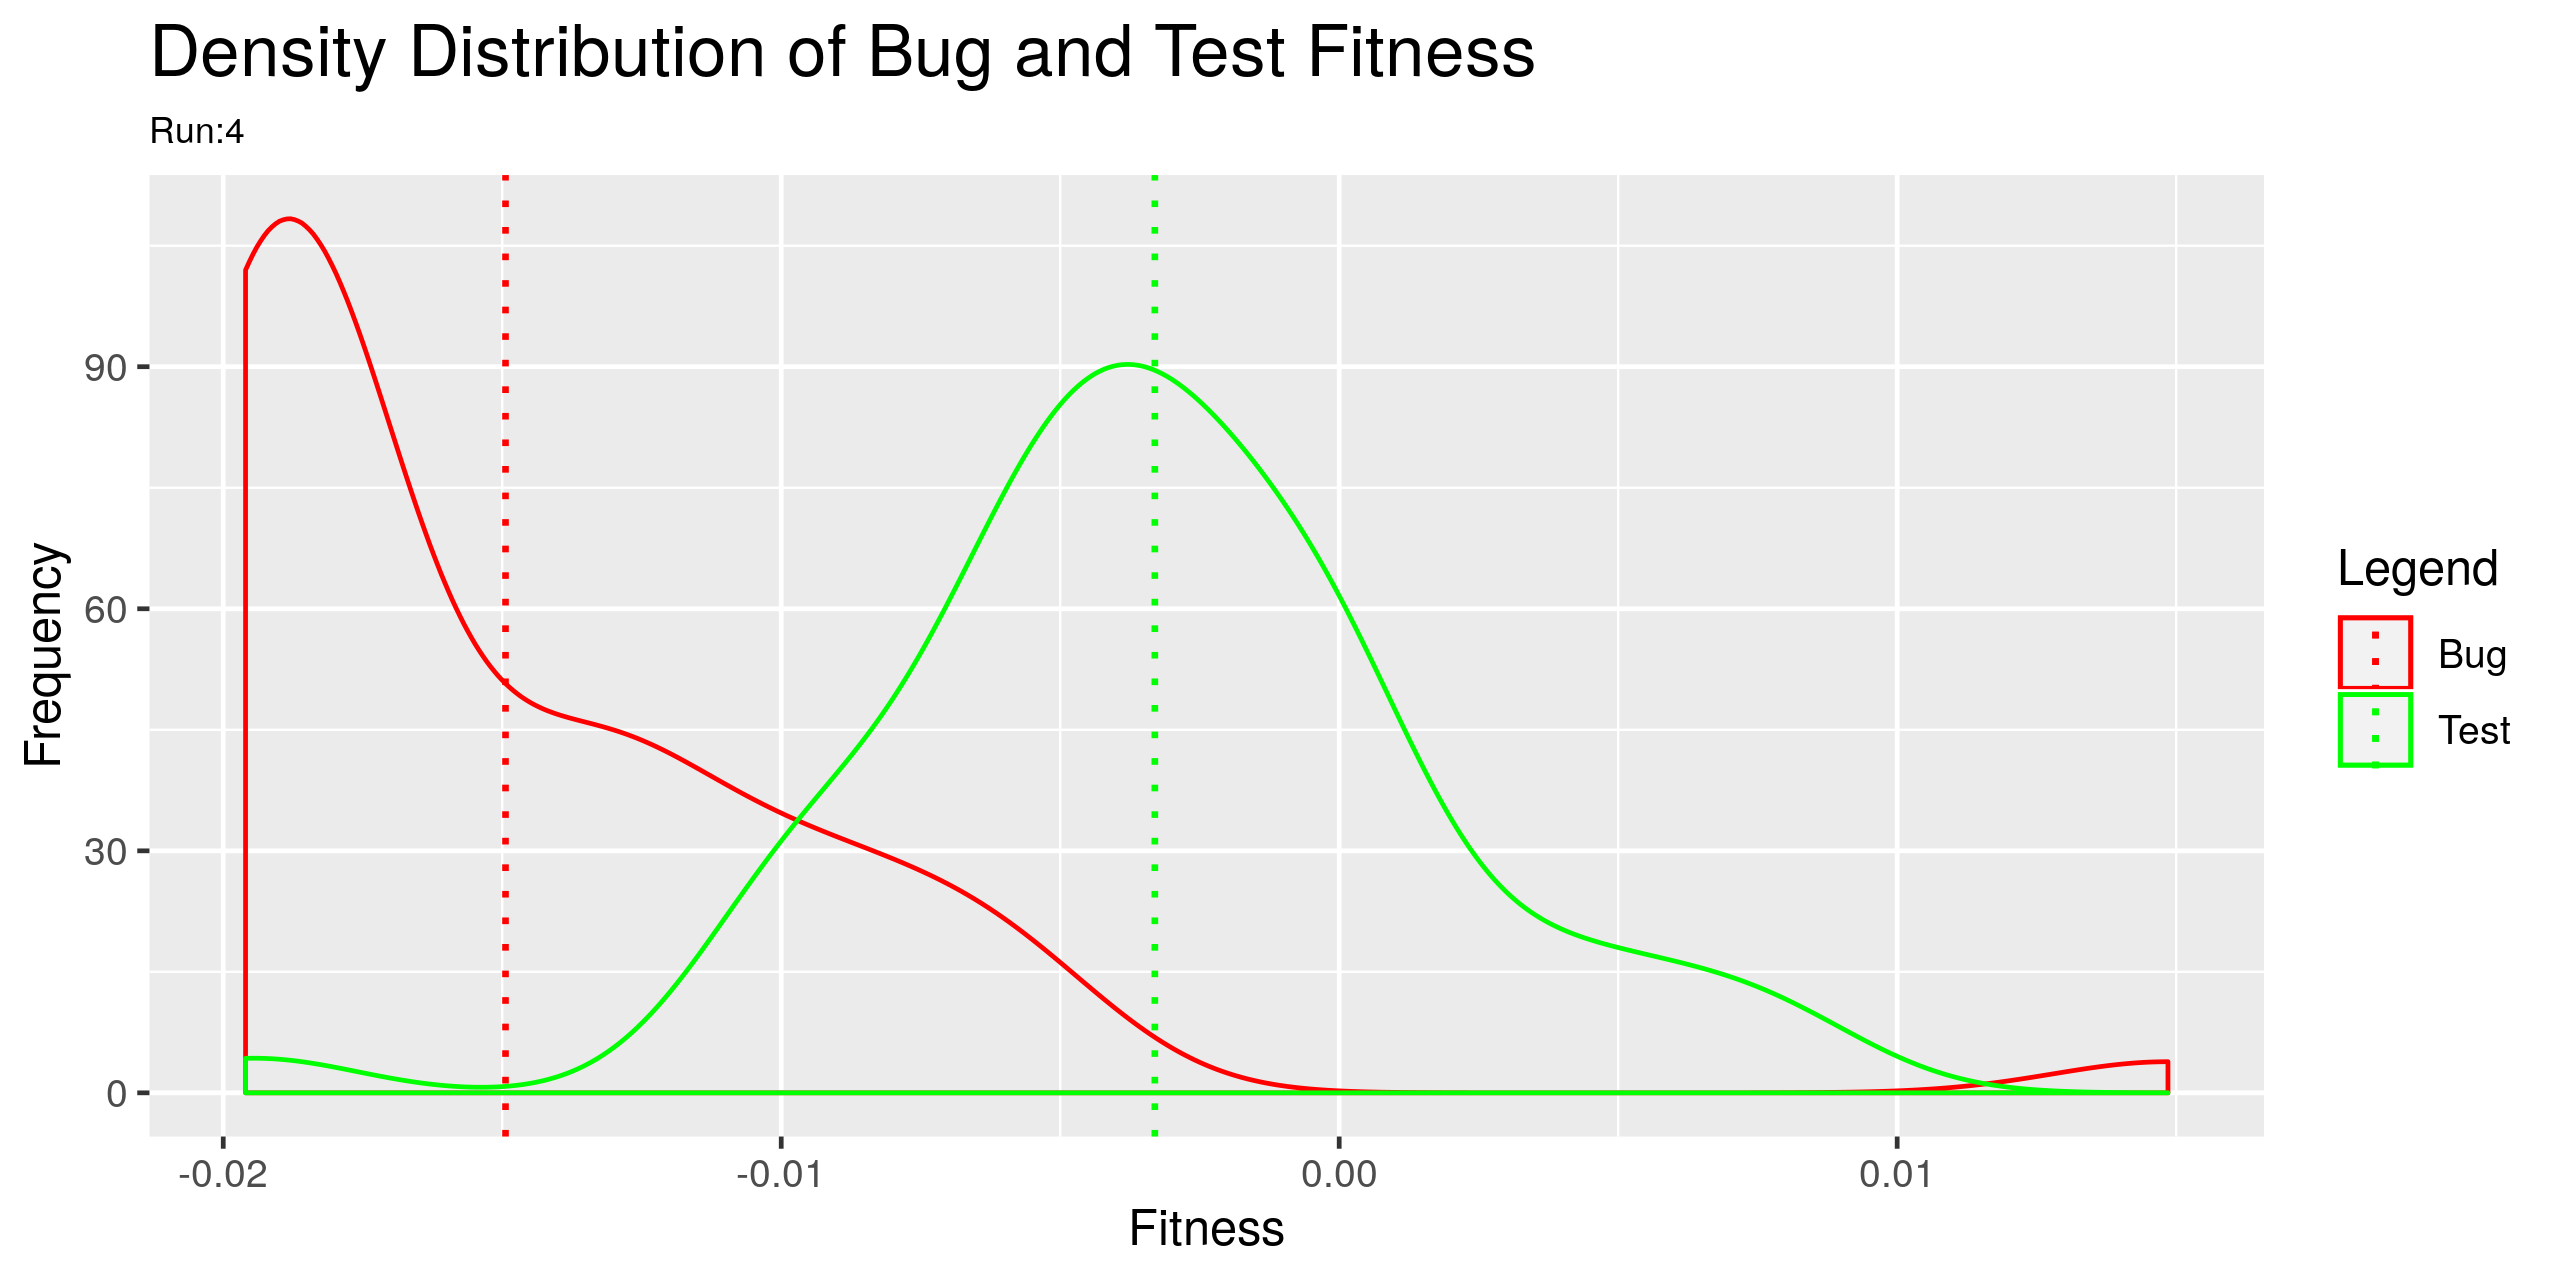 Density Distribution of Bug and Test Fitness
Run:4
90
60
30
0
Frequency
-0.02
-0.01
0.00
0.01
Fitness
Legend
Bug
Test